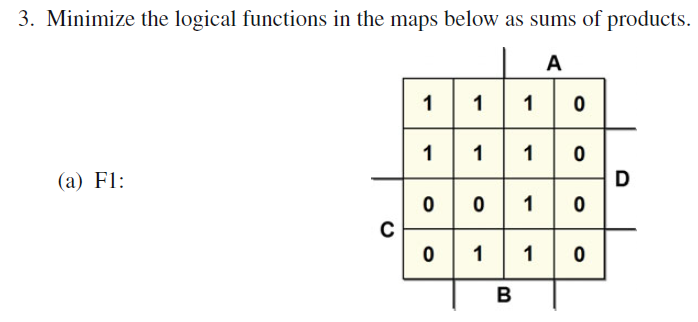 3. Minimize the logical functions in the maps below as sums of products.
A
1 1 1 0
1 1 1 0
(a) F1:
D
0 0 1 0
C
0 1 1 0
B